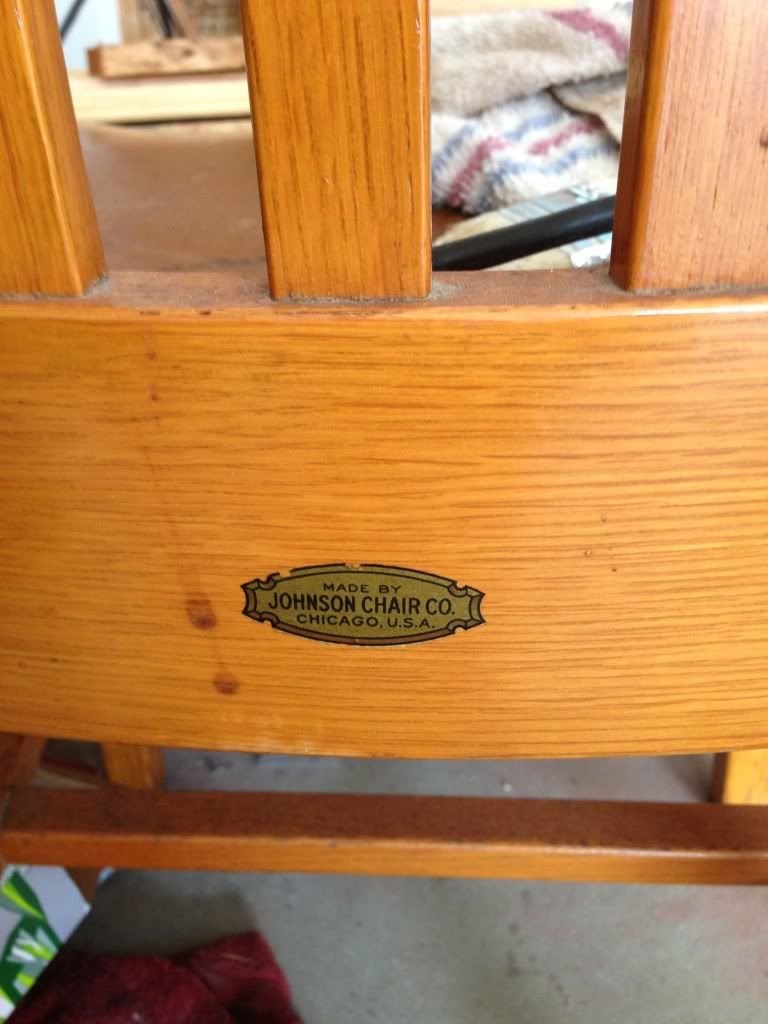 MADE BY
JOHNSON CHAIR CO.
CHICAGO, U.S.A.